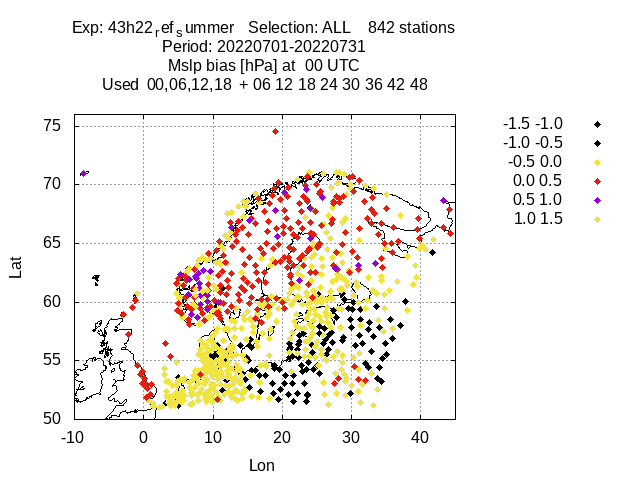 Exp: 43h22refsummer   Selection: ALL    842 stations
Period: 20220701-20220731
Mslp bias [hPa] at  00 UTC
Used  00,06,12,18  + 06 12 18 24 30 36 42 48
-1.5 -1.0
-1.0 -0.5
-0.5 0.0
0.0 0.5
0.5 1.0
1.0 1.5
75
70
65
60
55
50
Lat
-10 0 10 20 30 40
Lon